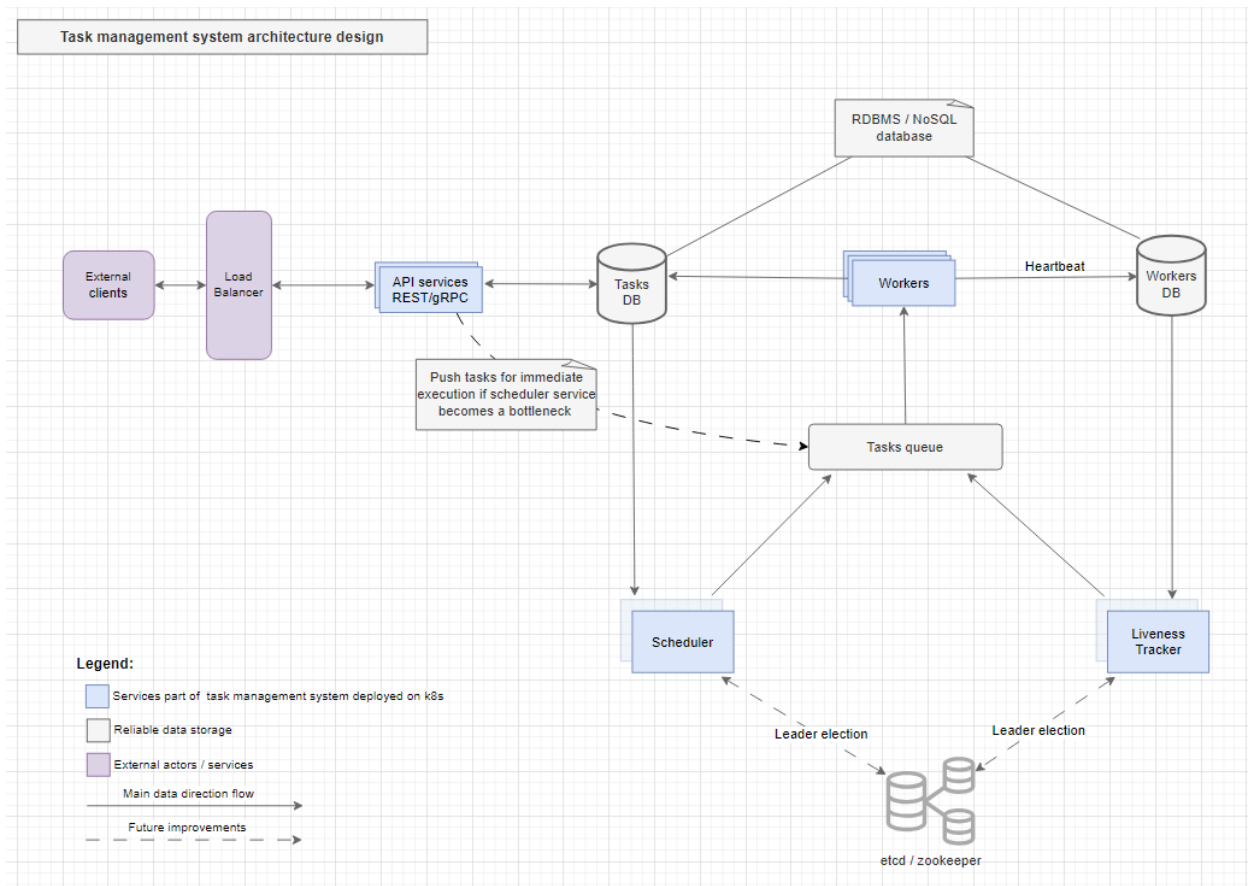 Task management system architecture design
RDBMS / NoSQL
database
External
clients
Load
Balancer
API services
REST/gRPC
Tasks
DB
Workers
Heartbeat
Workers
DB
Push tasks for immediate
execution if scheduler service
becomes a bottleneck
Tasks queue
Scheduler
Liveness
Tracker
Leader election
Leader election
etcd / zookeeper
Legend:
Services part of task management system deployed on k8s
Reliable data storage
External actors / services
Main data direction flow
Future improvements